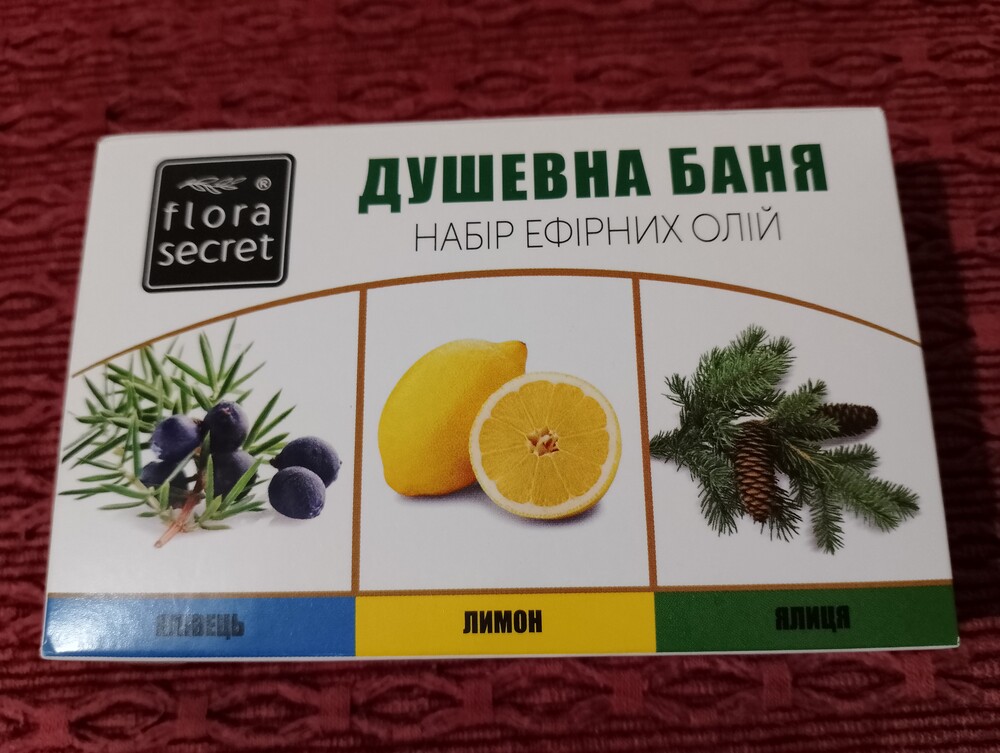 flora
secret
®
ДУШЕВНА БАНЯ
НАБІР ЕФІРНИХ ОЛІЙ
ЯЛІВЕЦЬ
ЛИМОН
ЯЛИЦЯ